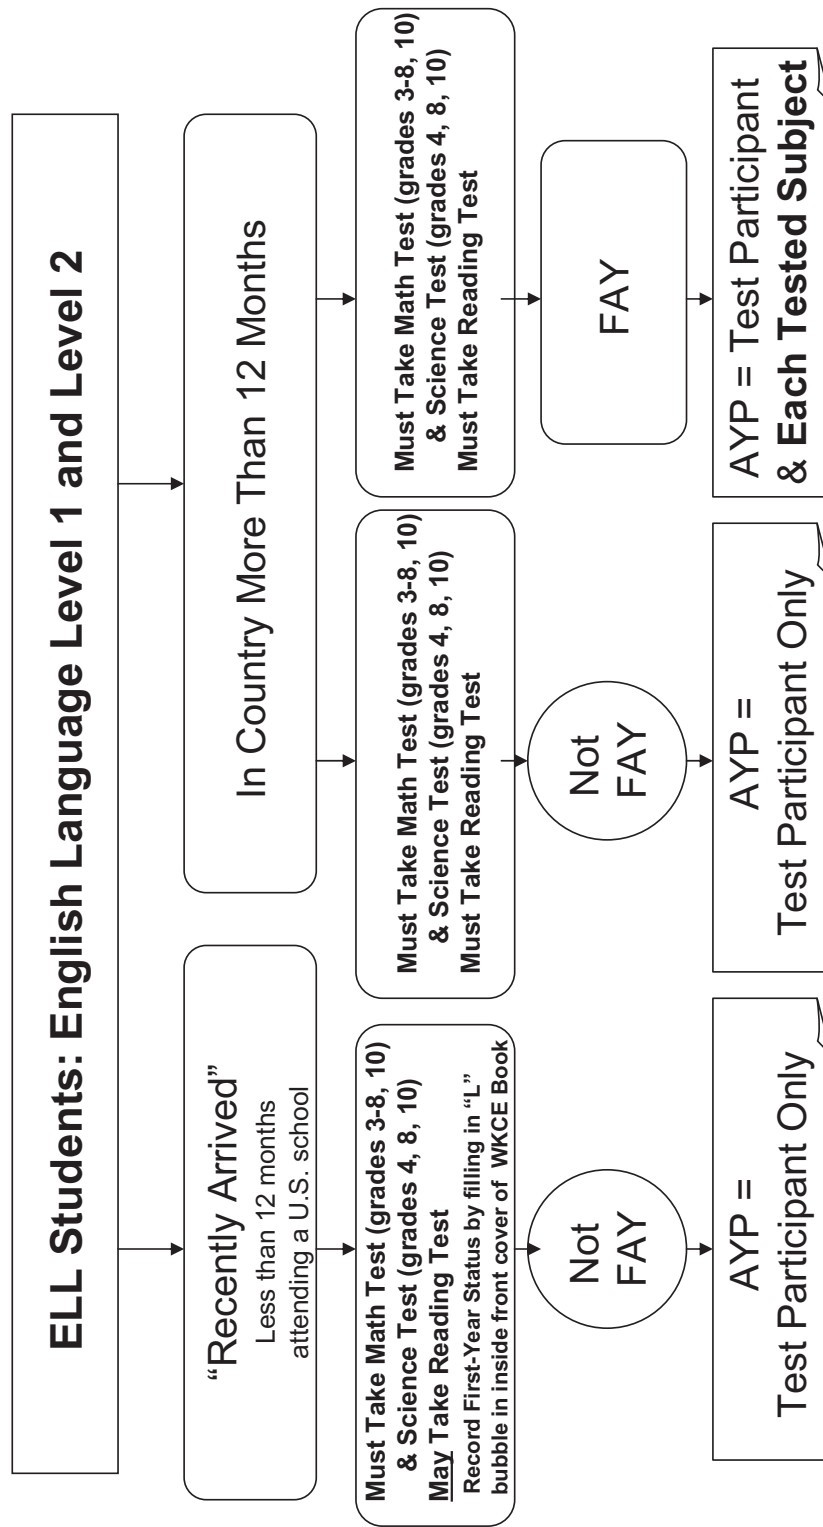 ELL Students: English Language Level 1 and Level 2
“Recently Arrived”
Less than 12 months
attending a U.S. school
In Country More Than 12 Months
Must Take Math Test (grades 3-8, 10)
& Science Test (grades 4, 8, 10)
May Take Reading Test
Record First-Year Status by filling in “L”
bubble in inside front cover of WKCE Book
Must Take Math Test (grades 3-8, 10)
& Science Test (grades 4, 8, 10)
Must Take Reading Test
Must Take Math Test (grades 3-8, 10)
& Science Test (grades 4, 8, 10)
Must Take Reading Test
Not
FAY
Not
FAY
FAY
AYP =
Test Participant Only
AYP =
Test Participant Only
AYP = Test Participant
& Each Tested Subject